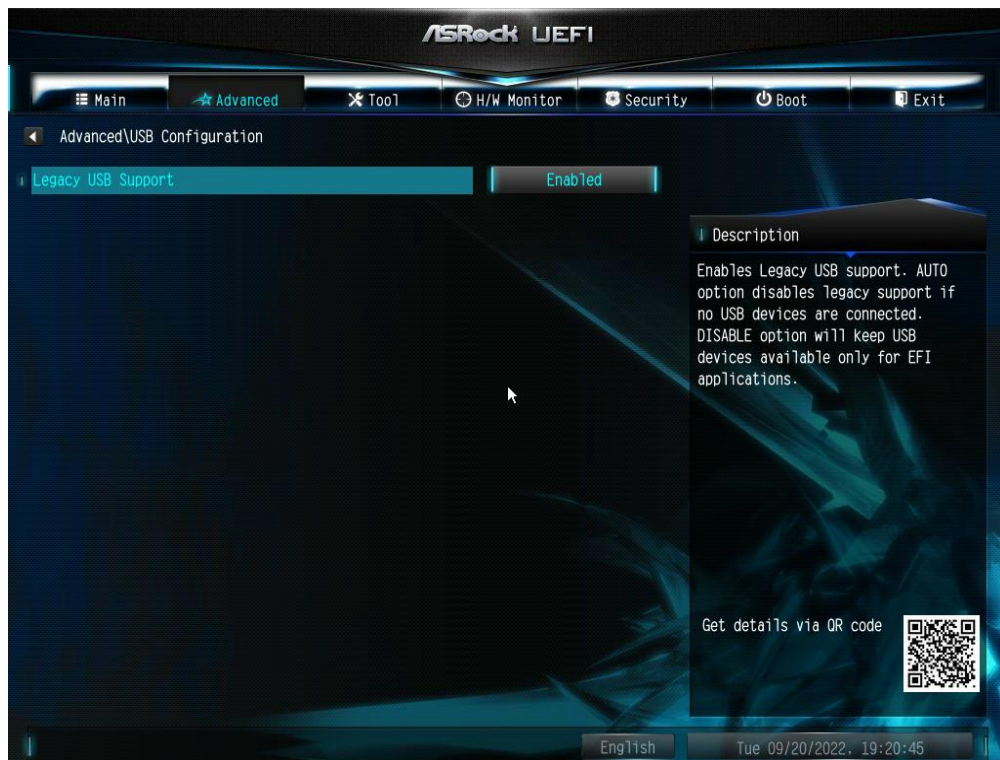 ASRock UEFI
Main Advanced Tool H/W Monitor Security Boot Exit
Advanced\USB Configuration
Legacy USB Support Enabled
Description
Enables Legacy USB support. AUTO
option disables legacy support if
no USB devices are connected.
DISABLE option will keep USB
devices available only for EFI
applications.
Get details via QR code
English Tue 09/20/2022, 19:20:45